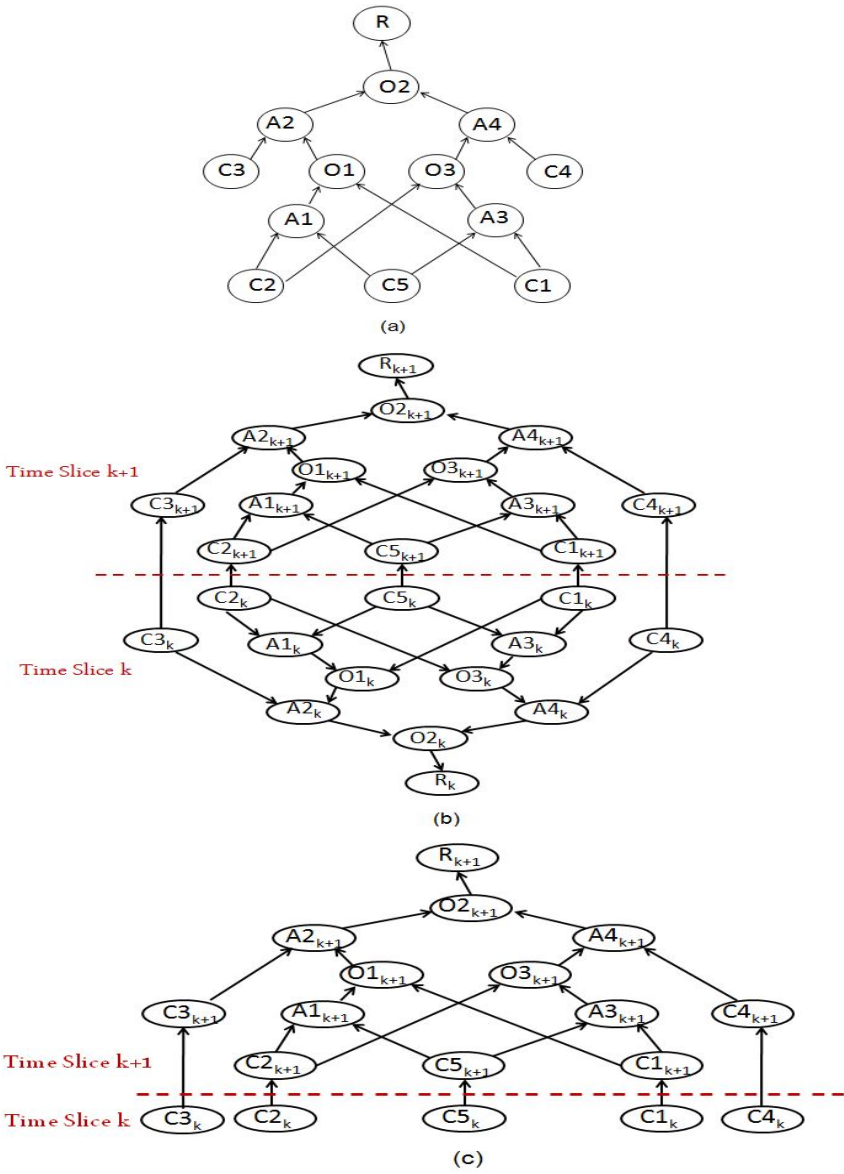 R
O2
A2 A4
C3 O1 O3 C4
A1 A3
C2 C5 C1
(a)
Rk+1
O2k+1
A2k+1 A4k+1
Time Slice k+1
O1k+1 O3k+1
C3k+1 A1k+1 A3k+1 C4k+1
C2k+1 C5k+1 C1k+1
C2k C5k C1k
C3k A1k A3k C4k
Time Slice k
O1k O3k
A2k A4k
O2k
Rk
(b)
Rk+1
O2k+1
A2k+1 A4k+1
O1k+1 O3k+1
C3k+1 A1k+1 A3k+1 C4k+1
Time Slice k+1
C2k+1 C5k+1 C1k+1
Time Slice k
C3k C2k C5k C1k C4k
(c)